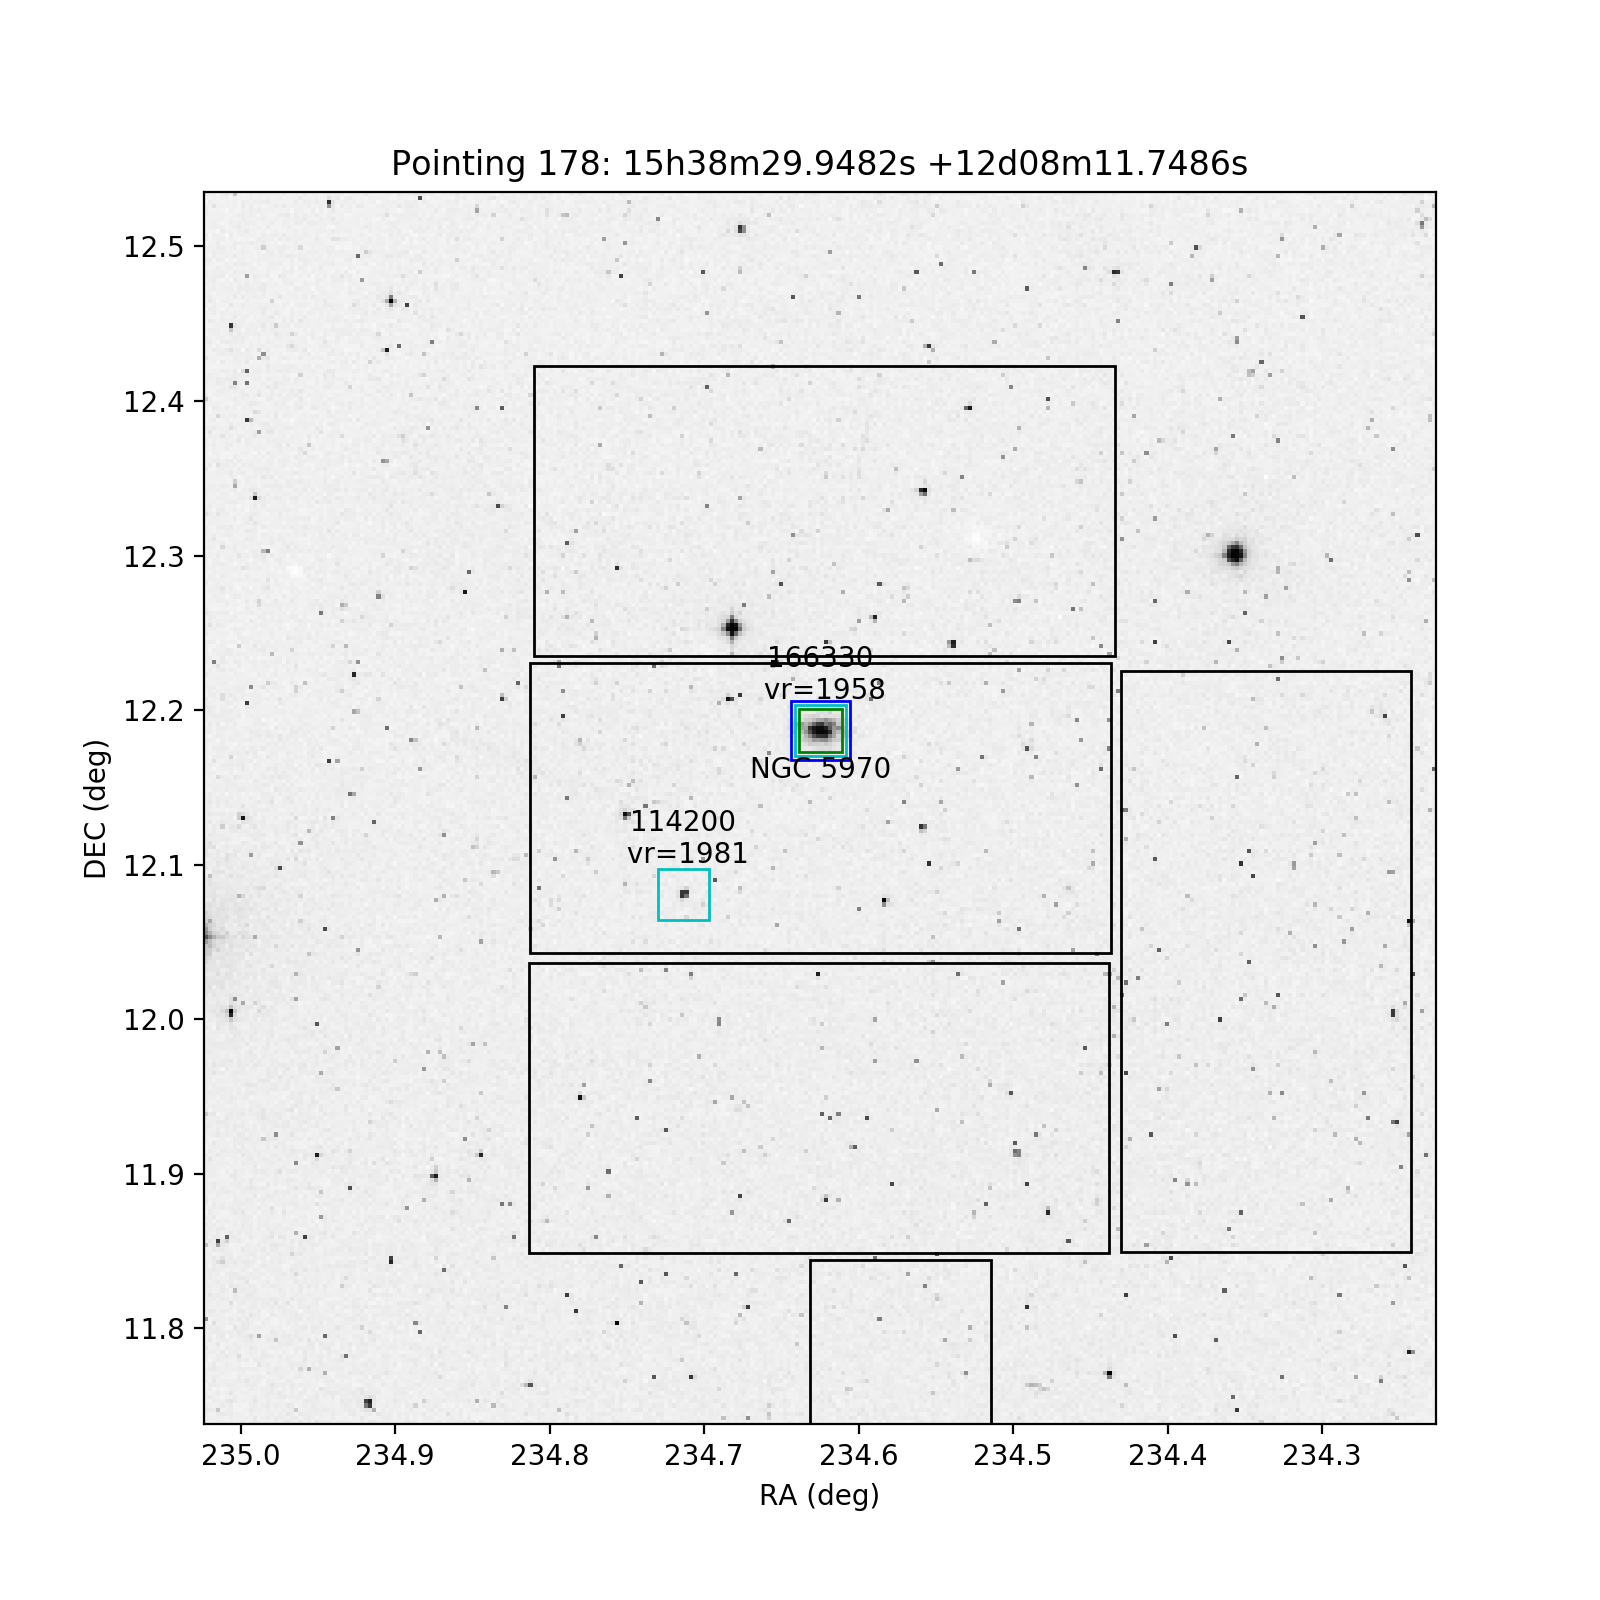 Pointing 178: 15h38m29.9482s +12d08m11.7486s
12.5
12.4
12.3
12.2
12.1
12.0
11.9
11.8
DEC (deg)
166330
vr=1958
NGC 5970
114200
vr=1981
235.0 234.9 234.8 234.7 234.6 234.5 234.4 234.3
RA (deg)